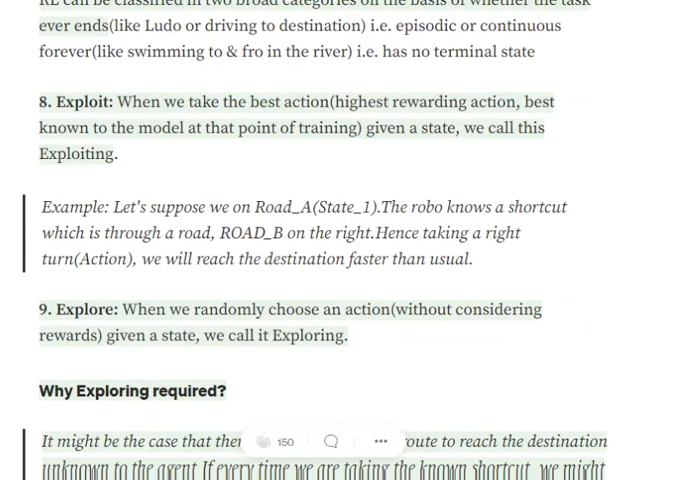 RL can be classified in two broad categories on the basis of whether the task
ever ends(like Ludo or driving to destination) i.e. episodic or continuous
forever(like swimming to & fro in the river) i.e. has no terminal state
8. Exploit: When we take the best action(highest rewarding action, best
known to the model at that point of training) given a state, we call this
Exploiting.
Example: Let's suppose we on Road_A(State_1).The robo knows a shortcut
which is through a road, ROAD_B on the right.Hence taking a right
turn(Action), we will reach the destination faster than usual.
9. Explore: When we randomly choose an action(without considering
rewards) given a state, we call it Exploring.
Why Exploring required?
It might be the case that route to reach the destination
150
unknown to the agent If every time we are taking the known shortcut we might